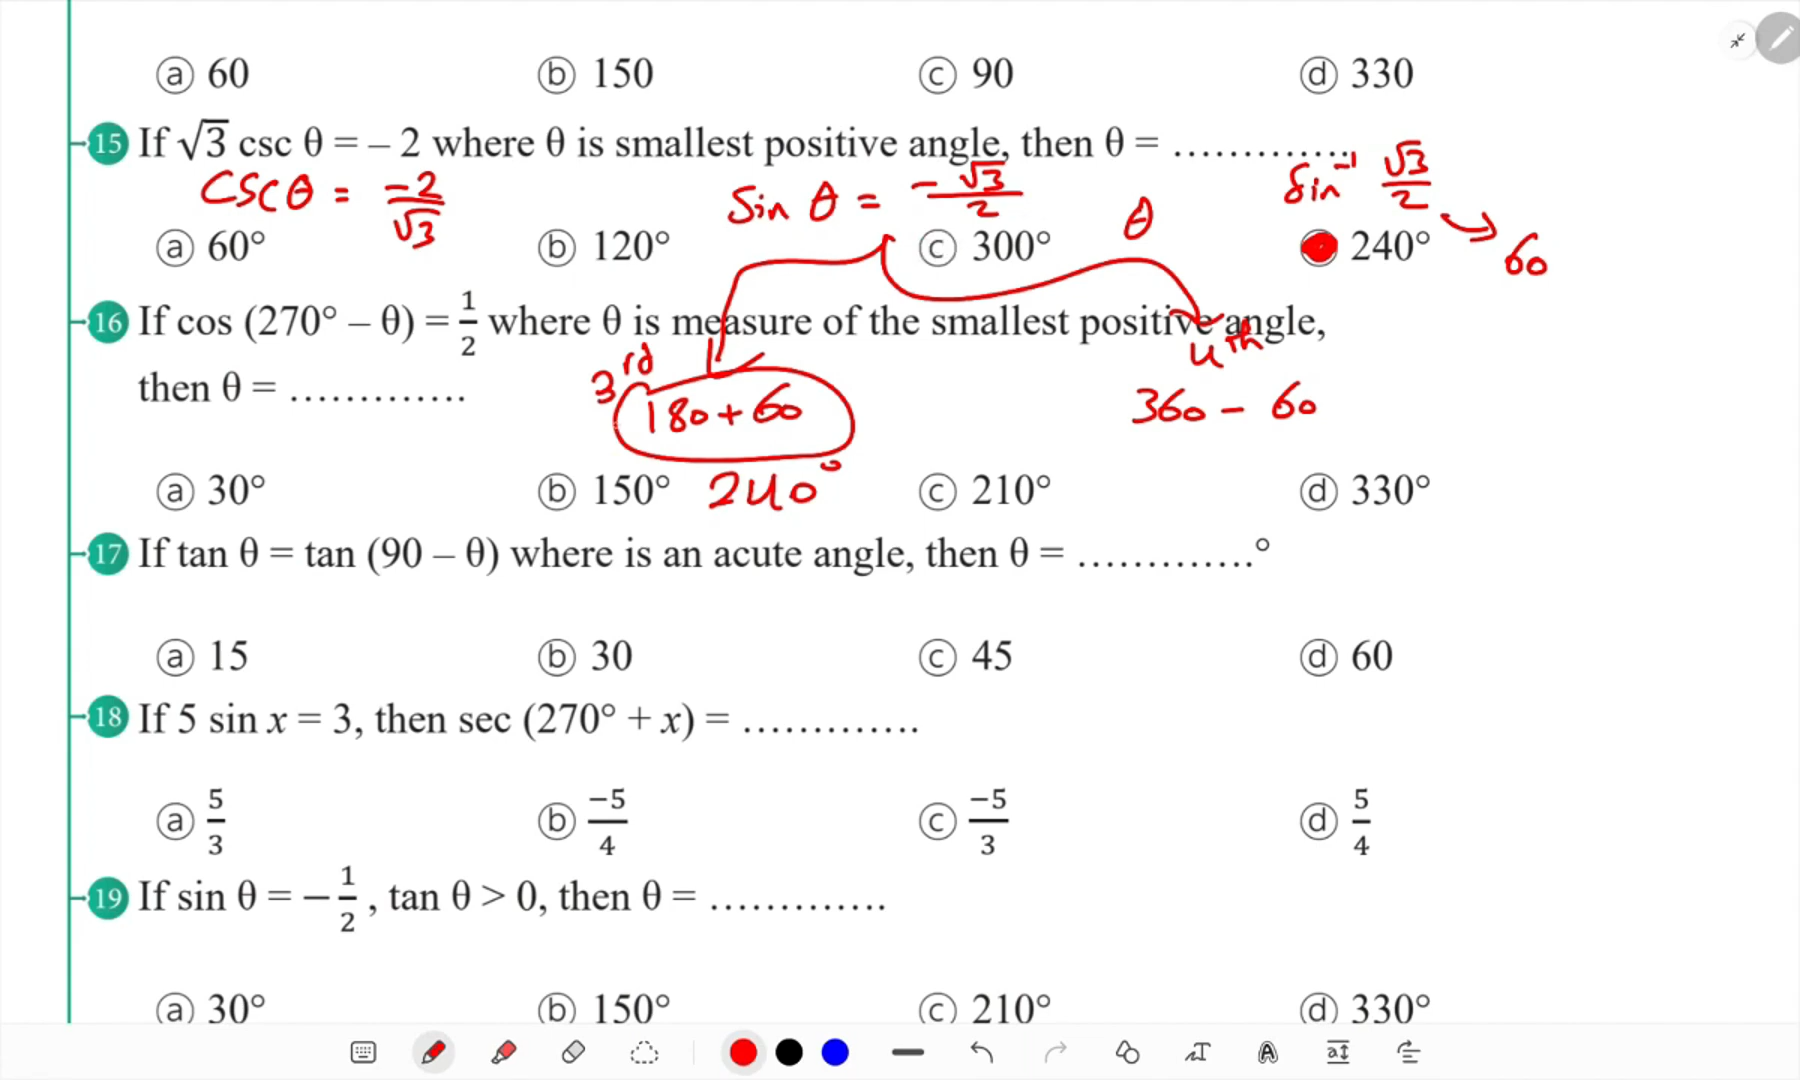 ⓐ 60 ⓑ 150 ⓒ 90 ⓓ 330
15 If √3 csc θ = – 2 where θ is smallest positive angle, then θ = .............
csc θ = -2/√3 sin θ = -√3/2 θ sin⁻¹ √3/2
ⓐ 60° ⓑ 120° ⓒ 300° 240° 60
16 If cos (270° – θ) = 1/2 where θ is measure of the smallest positive angle,
3rd 4th
then θ = .............
180 + 60 360 - 60
ⓐ 30° ⓑ 150° 240° ⓒ 210° ⓓ 330°
17 If tan θ = tan (90 – θ) where is an acute angle, then θ = .............°
ⓐ 15 ⓑ 30 ⓒ 45 ⓓ 60
18 If 5 sin x = 3, then sec (270° + x) = .............
ⓐ 5/3 ⓑ −5/4 ⓒ −5/3 ⓓ 5/4
19 If sin θ = −1/2 , tan θ > 0, then θ = .............
ⓐ 30° ⓑ 150° ⓒ 210° ⓓ 330°